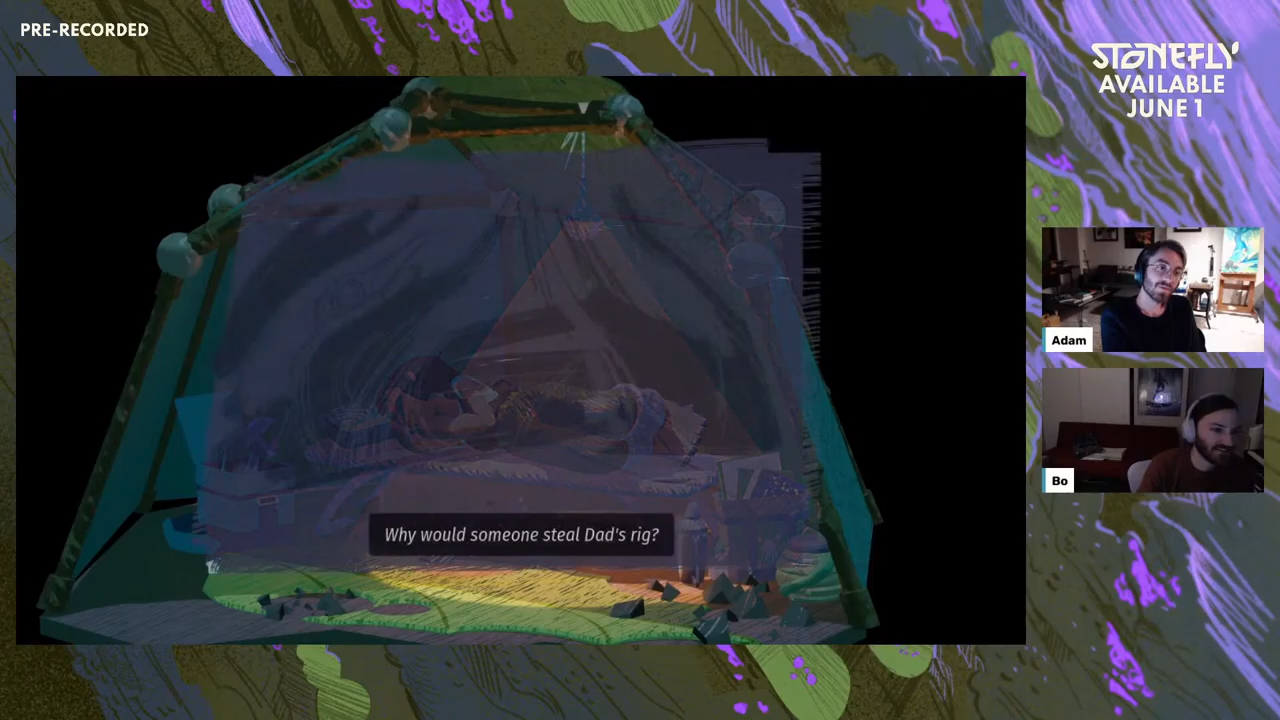 PRE-RECORDED
STONEFLY
AVAILABLE
JUNE 1
Adam
Bo
Why would someone steal Dad's rig?